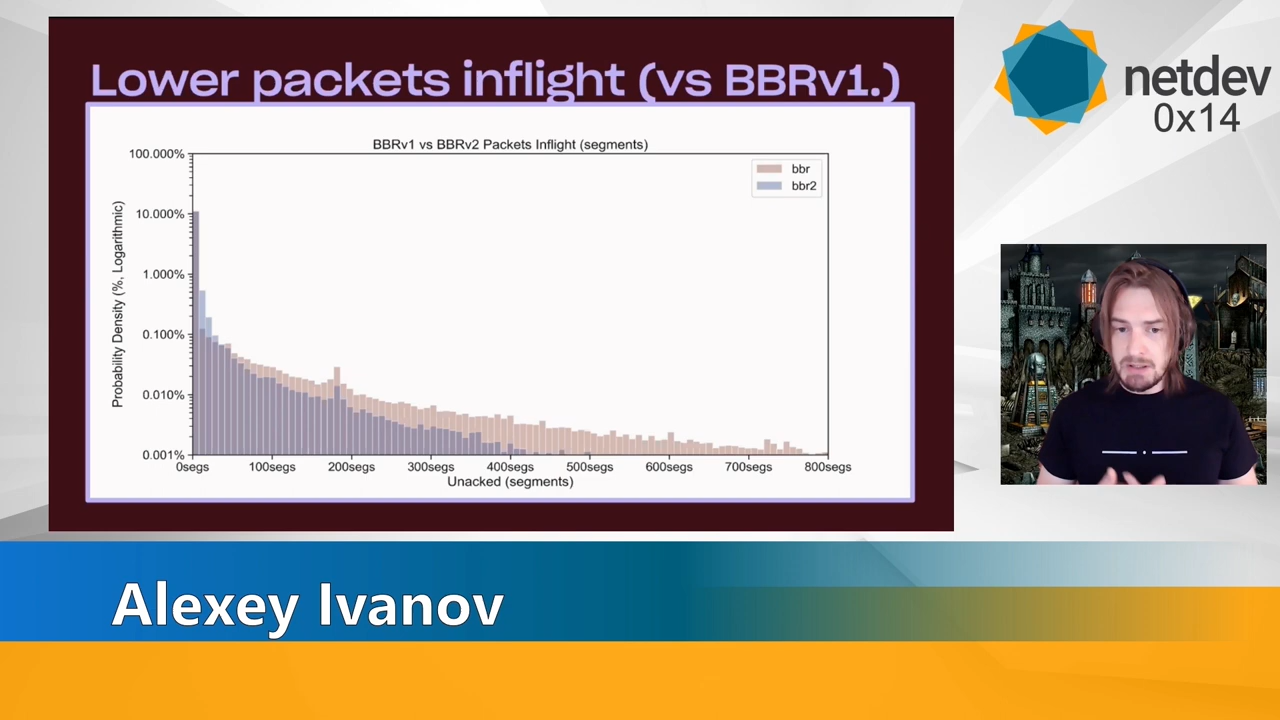 Lower packets inflight (vs BBRv1.)
BBRv1 vs BBRv2 Packets Inflight (segments)
bbr
bbr2
Probability Density (%, Logarithmic)
100.000%
10.000%
1.000%
0.100%
0.010%
0.001%
0segs
100segs
200segs
300segs
400segs
500segs
600segs
700segs
800segs
Unacked (segments)
netdev
0x14
Alexey Ivanov